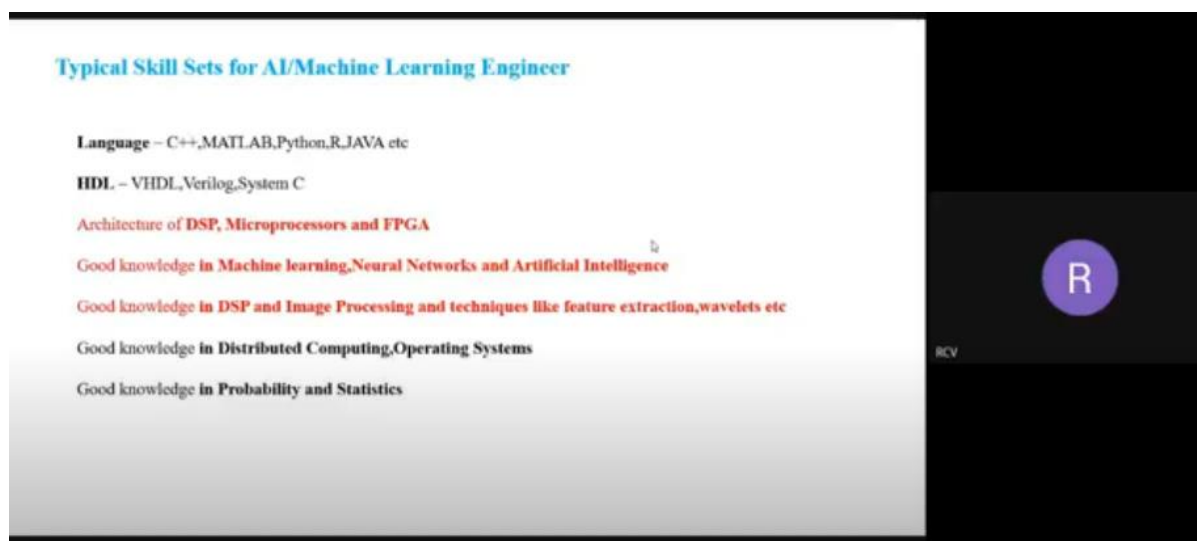 Typical Skill Sets for AI/Machine Learning Engineer
Language – C++,MATLAB,Python,R,JAVA etc
HDL – VHDL,Verilog,System C
Architecture of DSP, Microprocessors and FPGA
Good knowledge in Machine learning,Neural Networks and Artificial Intelligence
Good knowledge in DSP and Image Processing and techniques like feature extraction,wavelets etc
Good knowledge in Distributed Computing,Operating Systems
Good knowledge in Probability and Statistics
R
RCV